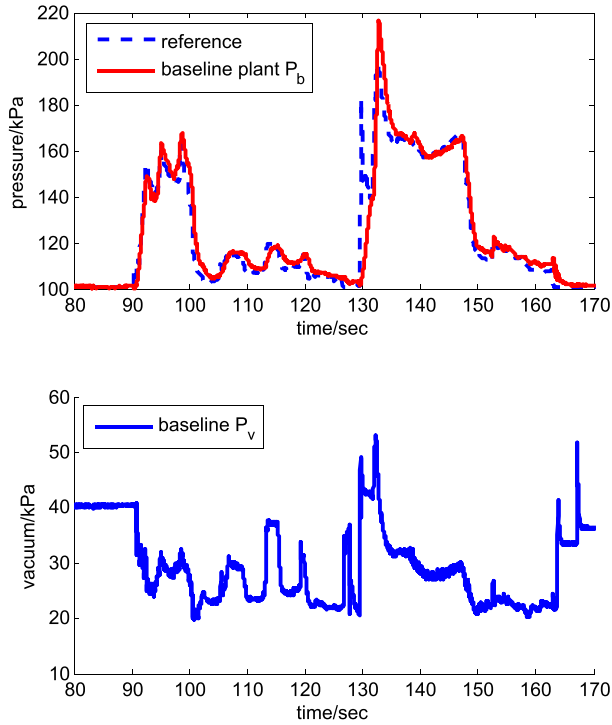 220
200
180
160
140
120
100
pressure/kPa
reference
baseline plant P_b
80 90 100 110 120 130 140 150 160 170
time/sec
60
50
40
30
20
10
vacuum/kPa
baseline P_v
80 90 100 110 120 130 140 150 160 170
time/sec